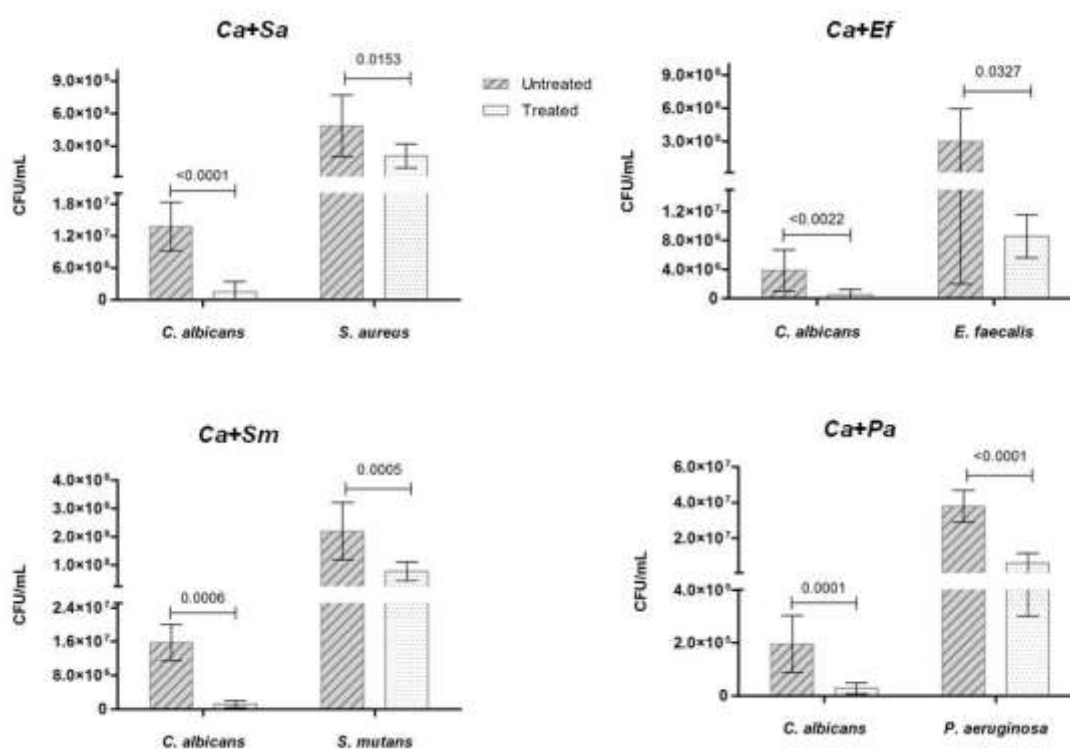 Ca+Sa
0.0153
9.0×10⁸
6.0×10⁸
3.0×10⁸
<0.0001
1.8×10⁷
1.2×10⁷
6.0×10⁶
0
CFU/mL
C. albicans
S. aureus
Untreated
Treated
Ca+Ef
0.0327
9.0×10⁸
6.0×10⁸
3.0×10⁸
<0.0022
1.2×10⁷
8.0×10⁶
4.0×10⁶
0
CFU/mL
C. albicans
E. faecalis
Ca+Sm
0.0005
4.0×10⁸
3.0×10⁸
2.0×10⁸
1.0×10⁸
0.0006
2.4×10⁷
1.6×10⁷
8.0×10⁶
0
CFU/mL
C. albicans
S. mutans
Ca+Pa
<0.0001
6.0×10⁷
4.0×10⁷
2.0×10⁷
0.0001
4.0×10⁶
2.0×10⁶
0
CFU/mL
C. albicans
P. aeruginosa